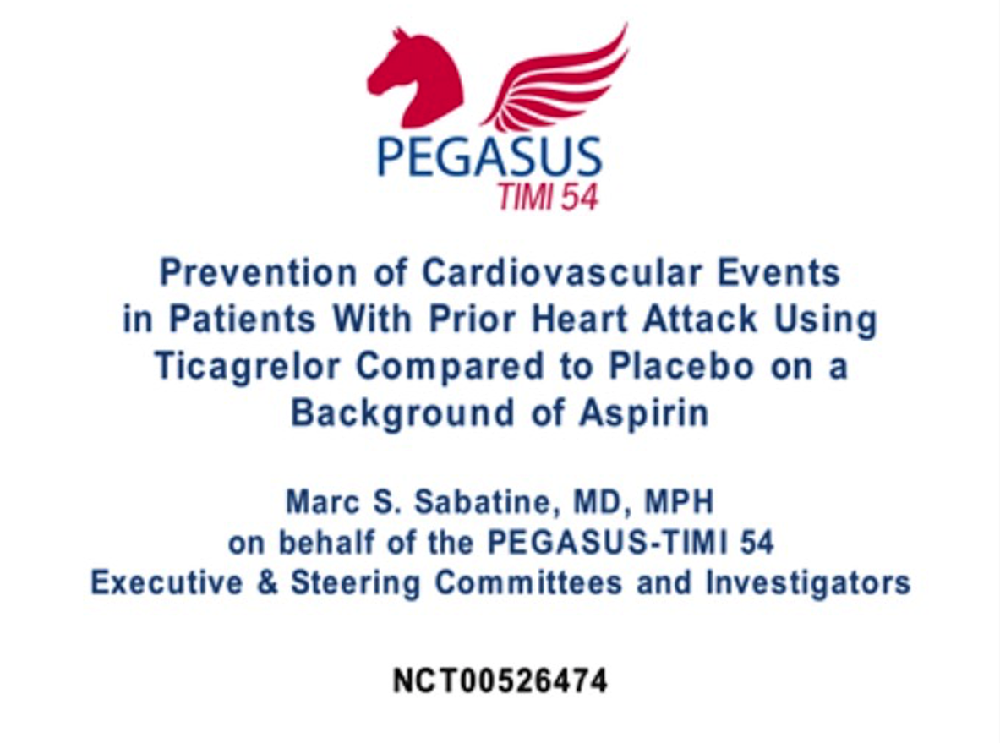 PEGASUS
TIMI 54
Prevention of Cardiovascular Events
in Patients With Prior Heart Attack Using
Ticagrelor Compared to Placebo on a
Background of Aspirin
Marc S. Sabatine, MD, MPH
on behalf of the PEGASUS-TIMI 54
Executive & Steering Committees and Investigators
NCT00526474